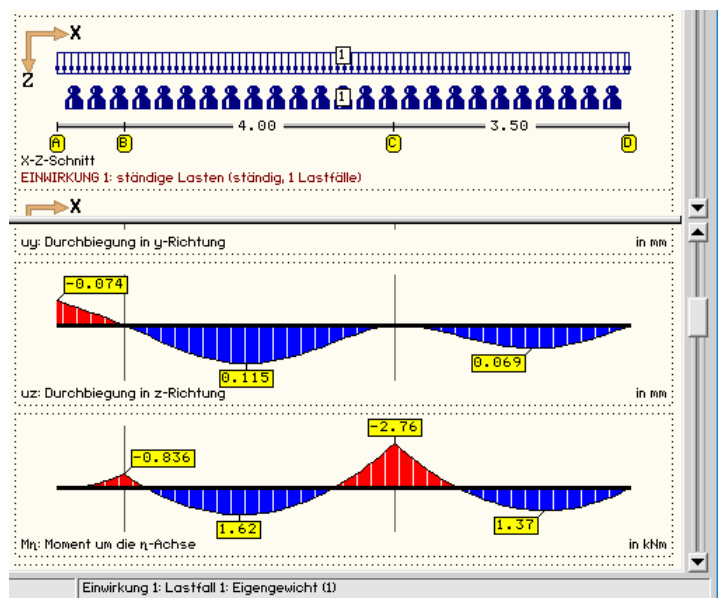 X
Z
1
1
4.00
3.50
A
B
C
D
X-Z-Schnitt
EINWIRKUNG 1: ständige Lasten (ständig, 1 Lastfälle)
X
uy: Durchbiegung in y-Richtung
in mm
-0.074
0.115
0.069
uz: Durchbiegung in z-Richtung
in mm
-2.76
-0.836
1.62
1.37
Mη: Moment um die η-Achse
in kNm
Einwirkung 1: Lastfall 1: Eigengewicht (1)